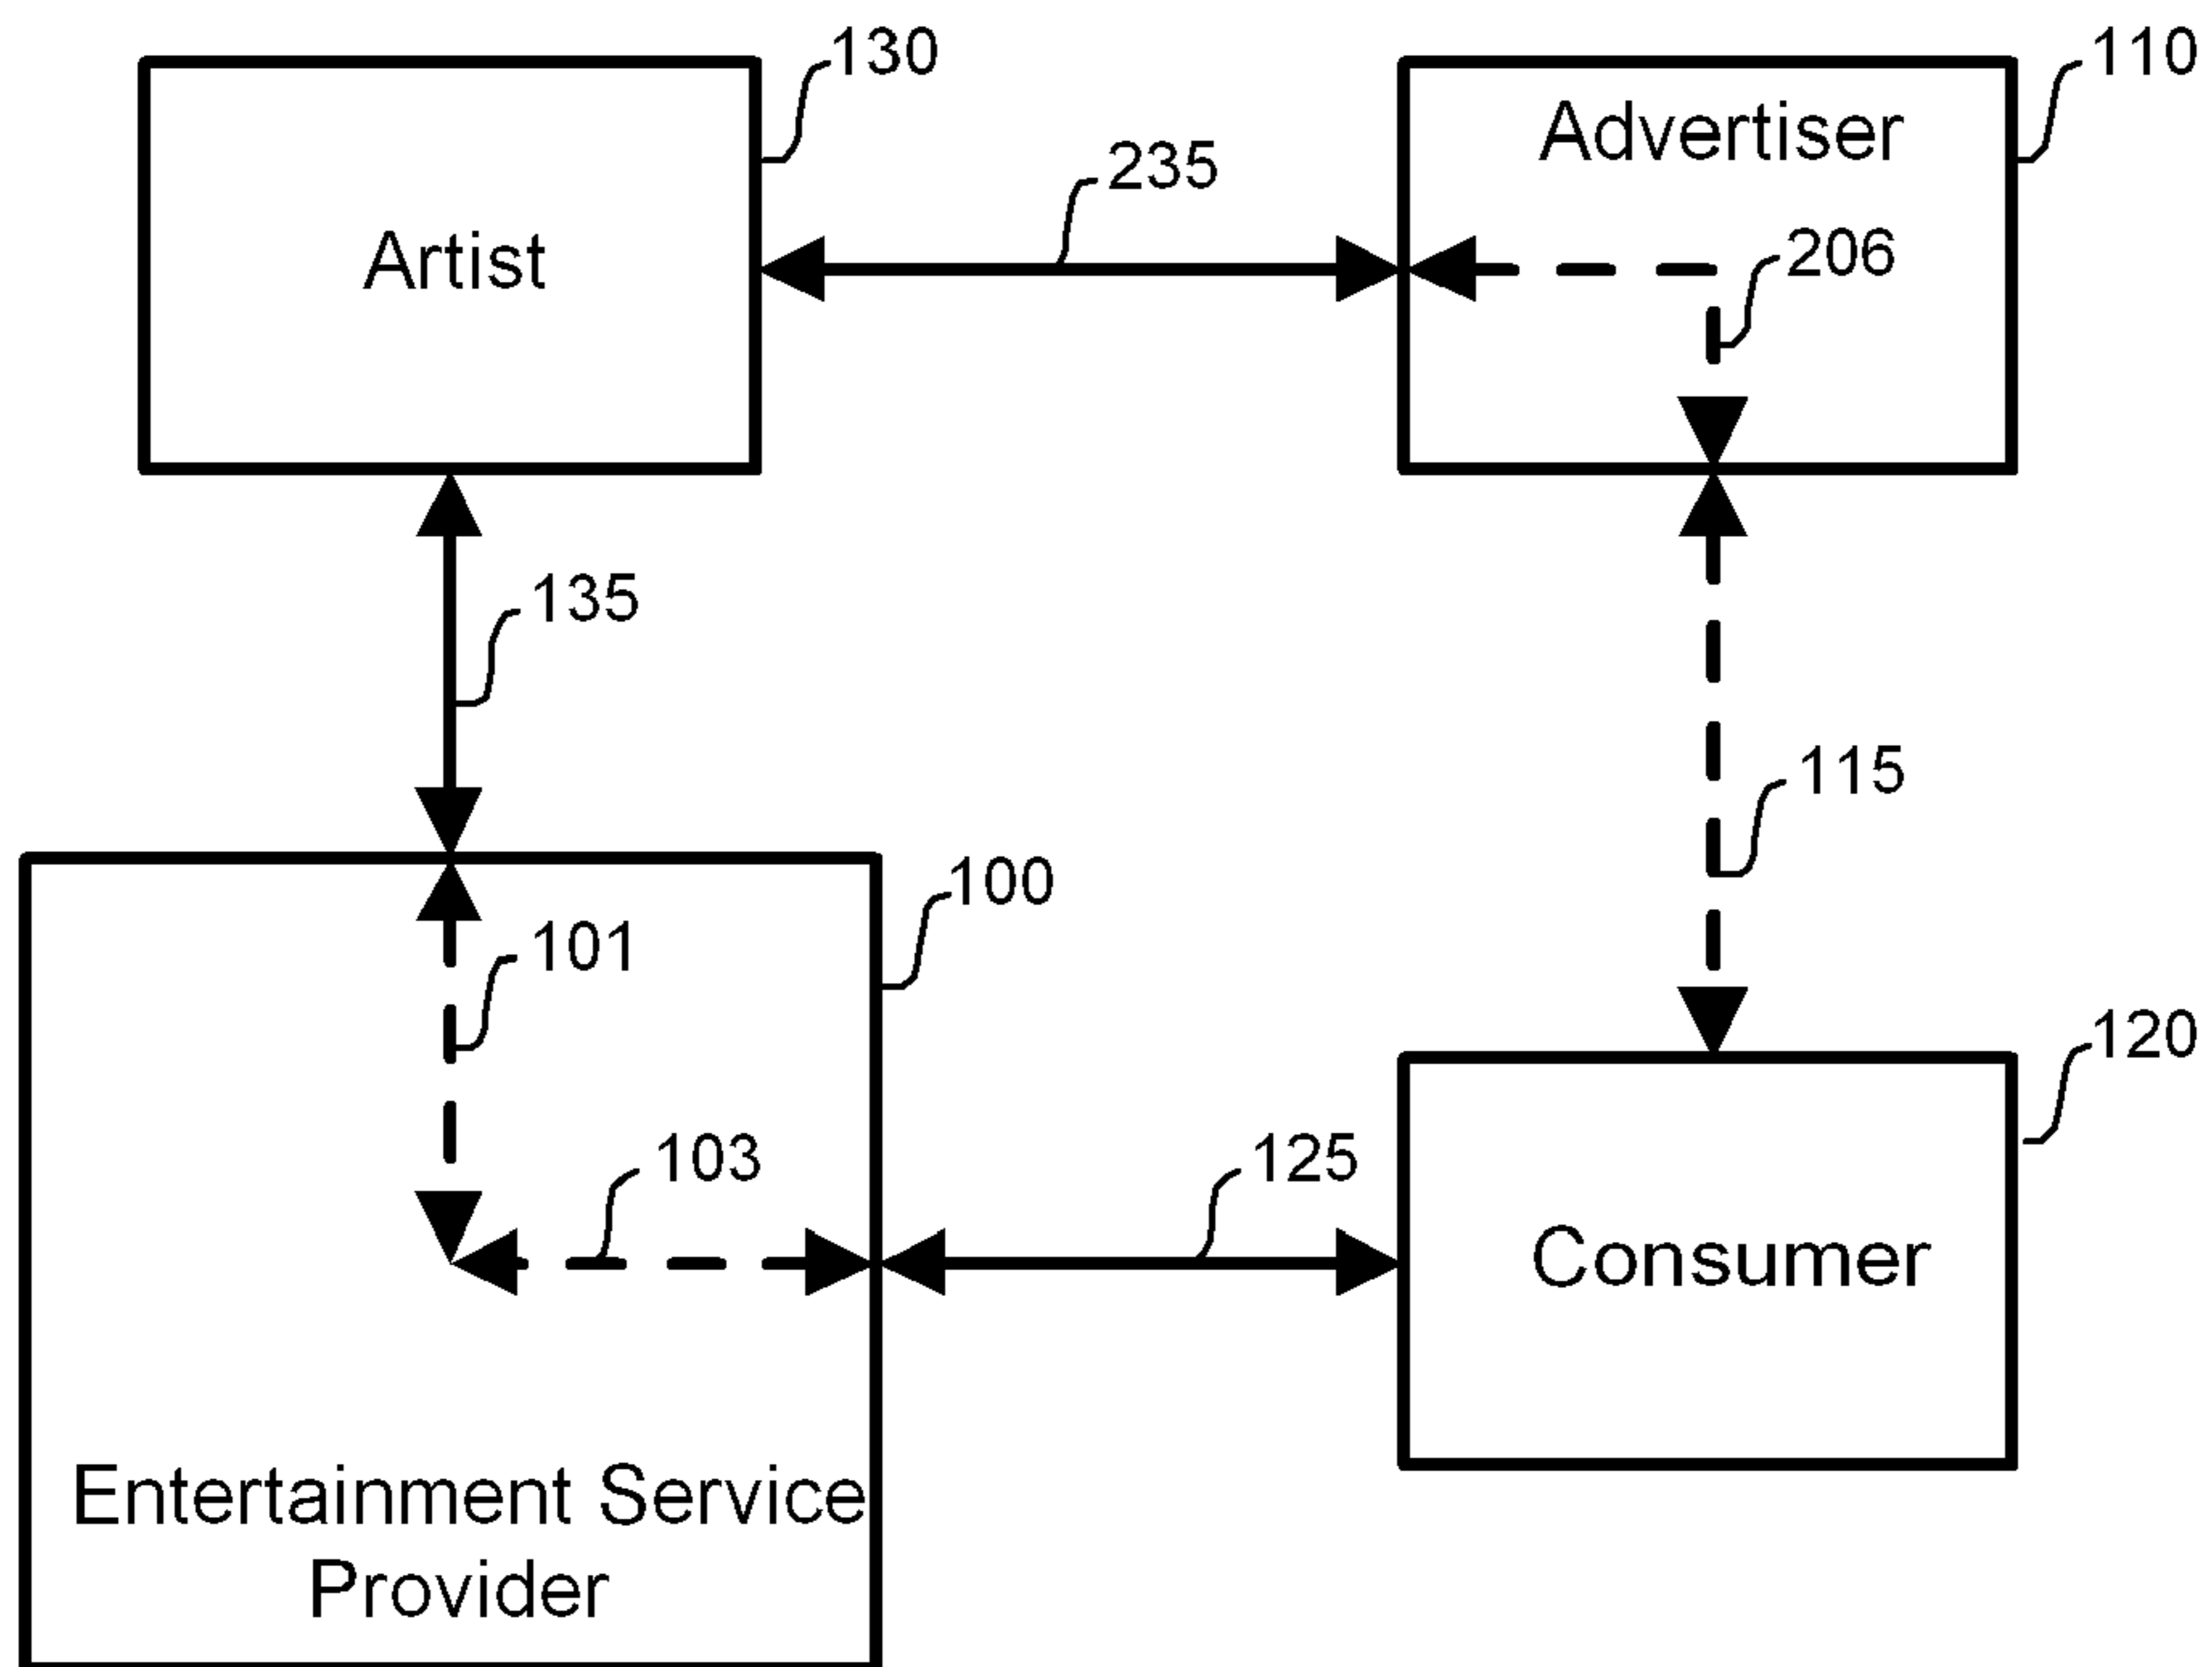 130
110
Advertiser
235
Artist
206
135
115
100
101
120
103
125
Consumer
Entertainment Service
Provider